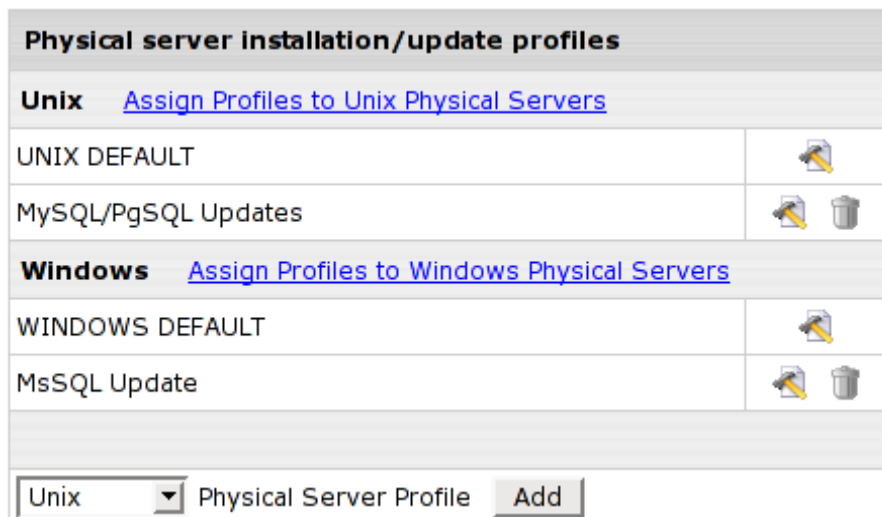 Physical server installation/update profiles
Unix Assign Profiles to Unix Physical Servers
UNIX DEFAULT
MySQL/PgSQL Updates
Windows Assign Profiles to Windows Physical Servers
WINDOWS DEFAULT
MsSQL Update
Unix Physical Server Profile Add